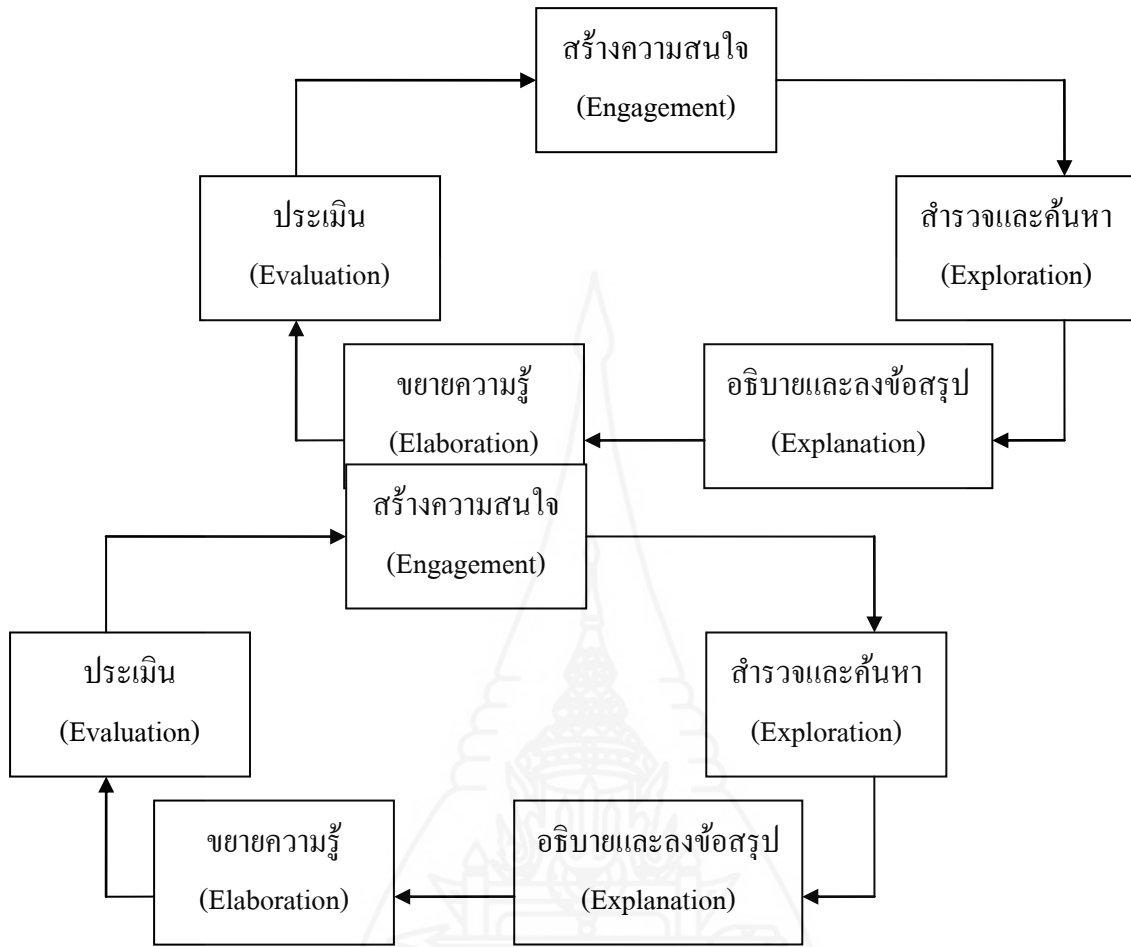 สร้างความสนใจ
(Engagement)
ประเมิน
(Evaluation)
สำรวจและค้นหา
(Exploration)
ขยายความรู้
(Elaboration)
อธิบายและลงข้อสรุป
(Explanation)
สร้างความสนใจ
(Engagement)
ประเมิน
(Evaluation)
สำรวจและค้นหา
(Exploration)
ขยายความรู้
(Elaboration)
อธิบายและลงข้อสรุป
(Explanation)